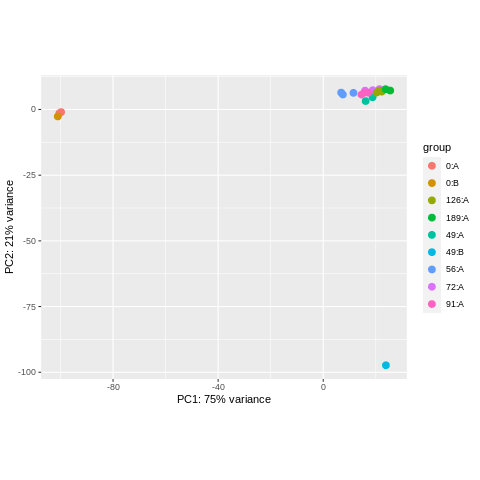 0
-25
-50
-75
-100
-80
-40
0
PC1: 75% variance
PC2: 21% variance
group
0:A
0:B
126:A
189:A
49:A
49:B
56:A
72:A
91:A